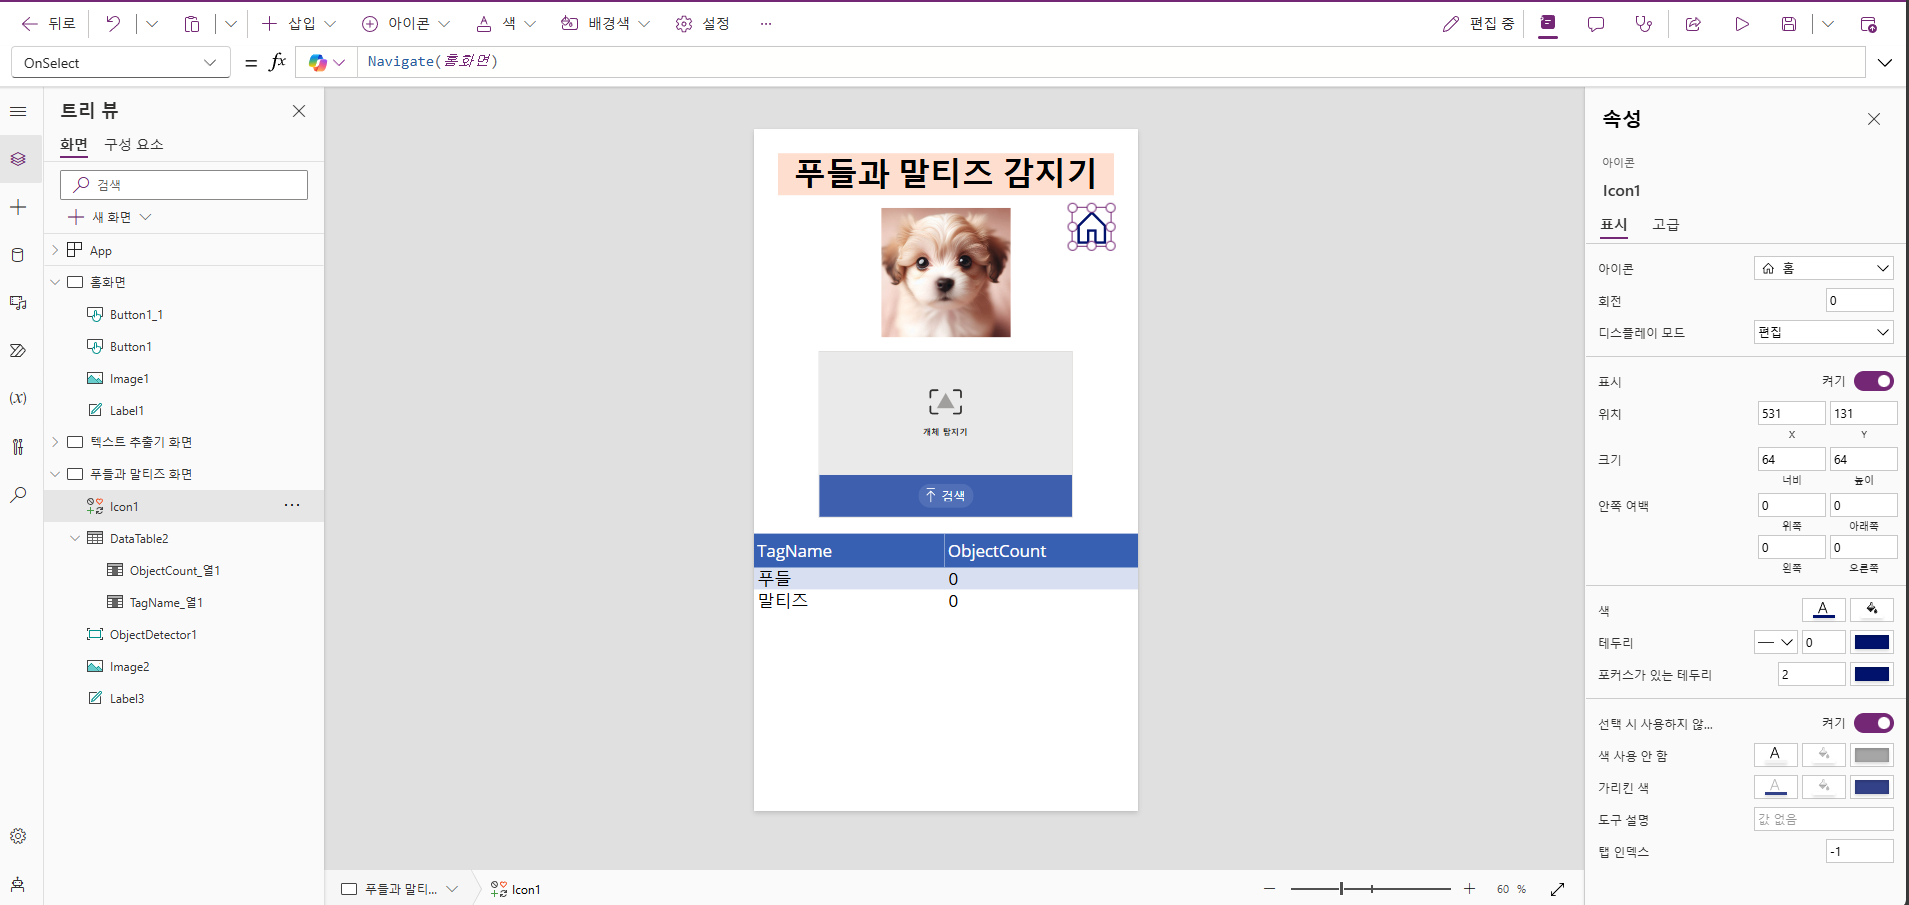 뒤로
삽입
아이콘
색
배경색
설정
편집 중
OnSelect
= fx
Navigate(홈화면)
트리 뷰
화면 구성 요소
검색
새 화면
App
홈화면
Button1_1
Button1
Image1
Label1
텍스트 추출기 화면
푸들과 말티즈 화면
Icon1
DataTable2
ObjectCount_열1
TagName_열1
ObjectDetector1
Image2
Label3
푸들과 말티즈 감지기
개체 탐지기
검색
TagName ObjectCount
푸들 0
말티즈 0
푸들과 말티... Icon1
60 %
속성
아이콘
Icon1
표시 고급
아이콘 홈
회전 0
디스플레이 모드 편집
표시 켜기
위치 531 131
X Y
크기 64 64
너비 높이
안쪽 여백 0 0
위쪽 아래쪽
0 0
왼쪽 오른쪽
색
테두리 0
포커스가 있는 테두리 2
선택 시 사용하지 않... 켜기
색 사용 안 함
가리킨 색
도구 설명 값 없음
탭 인덱스 -1